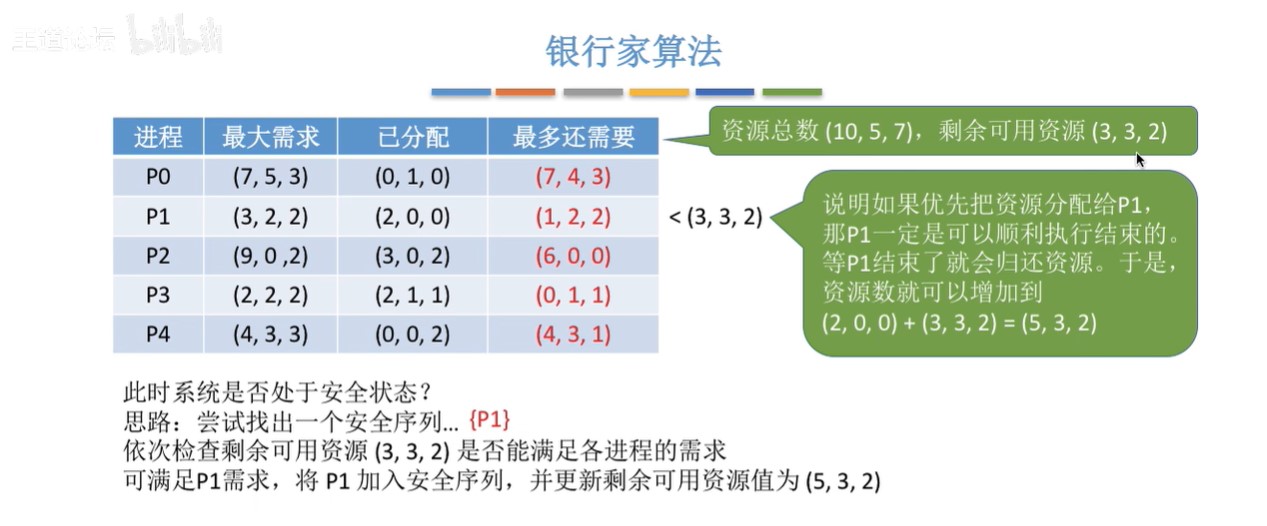 王道论坛 bilibili
银行家算法
资源总数 (10, 5, 7)，剩余可用资源 (3, 3, 2)
进程 最大需求 已分配 最多还需要
P0 (7, 5, 3) (0, 1, 0) (7, 4, 3)
P1 (3, 2, 2) (2, 0, 0) (1, 2, 2) < (3, 3, 2)
P2 (9, 0 ,2) (3, 0, 2) (6, 0, 0)
P3 (2, 2, 2) (2, 1, 1) (0, 1, 1)
P4 (4, 3, 3) (0, 0, 2) (4, 3, 1)
说明如果优先把资源分配给P1，
那P1一定是可以顺利执行结束的。
等P1结束了就会归还资源。于是，
资源数就可以增加到
(2, 0, 0) + (3, 3, 2) = (5, 3, 2)
此时系统是否处于安全状态？
思路：尝试找出一个安全序列... {P1}
依次检查剩余可用资源 (3, 3, 2) 是否能满足各进程的需求
可满足P1需求，将 P1 加入安全序列，并更新剩余可用资源值为 (5, 3, 2)